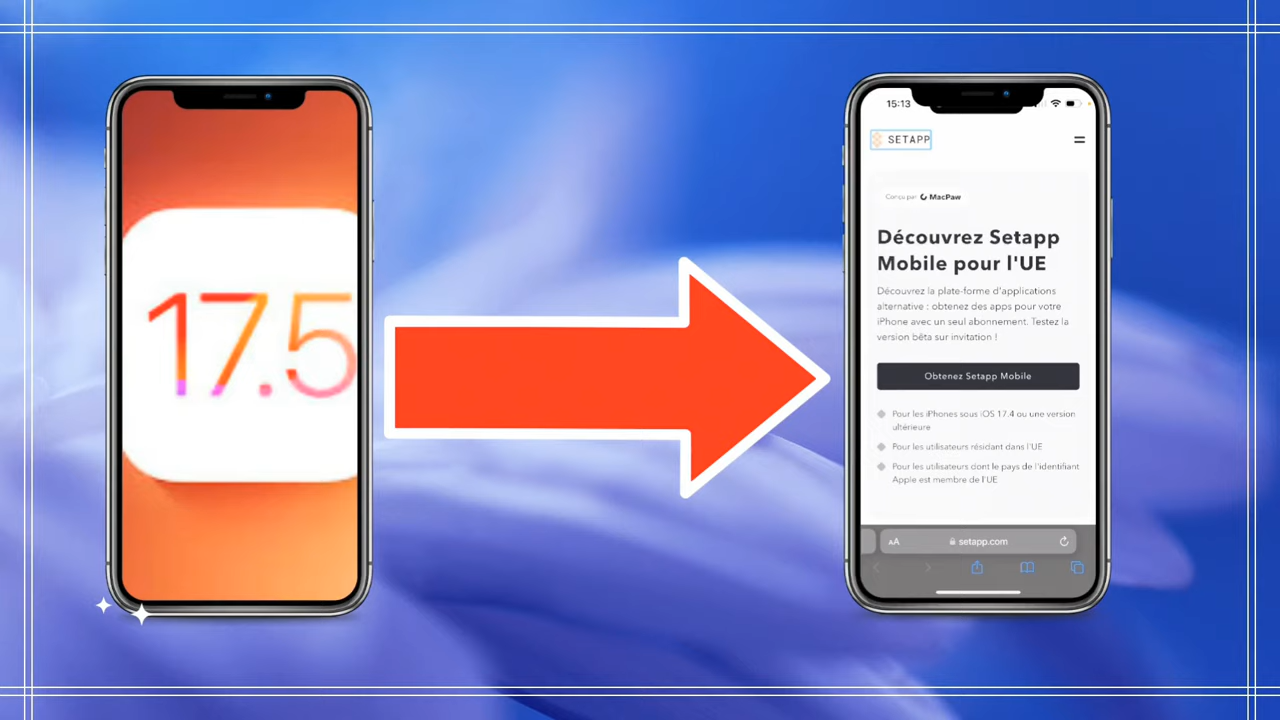 17.5
15:13
SETAPP
Conçu par MacPaw
Découvrez Setapp
Mobile pour l'UE
Découvrez la plate-forme d'applications
alternative : obtenez des apps pour votre
iPhone avec un seul abonnement. Testez la
version bêta sur invitation !
Obtenez Setapp Mobile
Pour les iPhones sous iOS 17.4 ou une version
ultérieure
Pour les utilisateurs résidant dans l'UE
Pour les utilisateurs dont le pays de l'identifiant
Apple est membre de l'UE
AA setapp.com